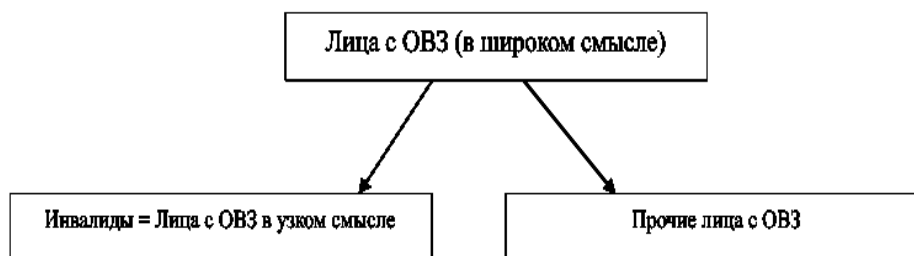 Лица с ОВЗ (в широком смысле)
Инвалиды = Лица с ОВЗ в узком смысле
Прочие лица с ОВЗ